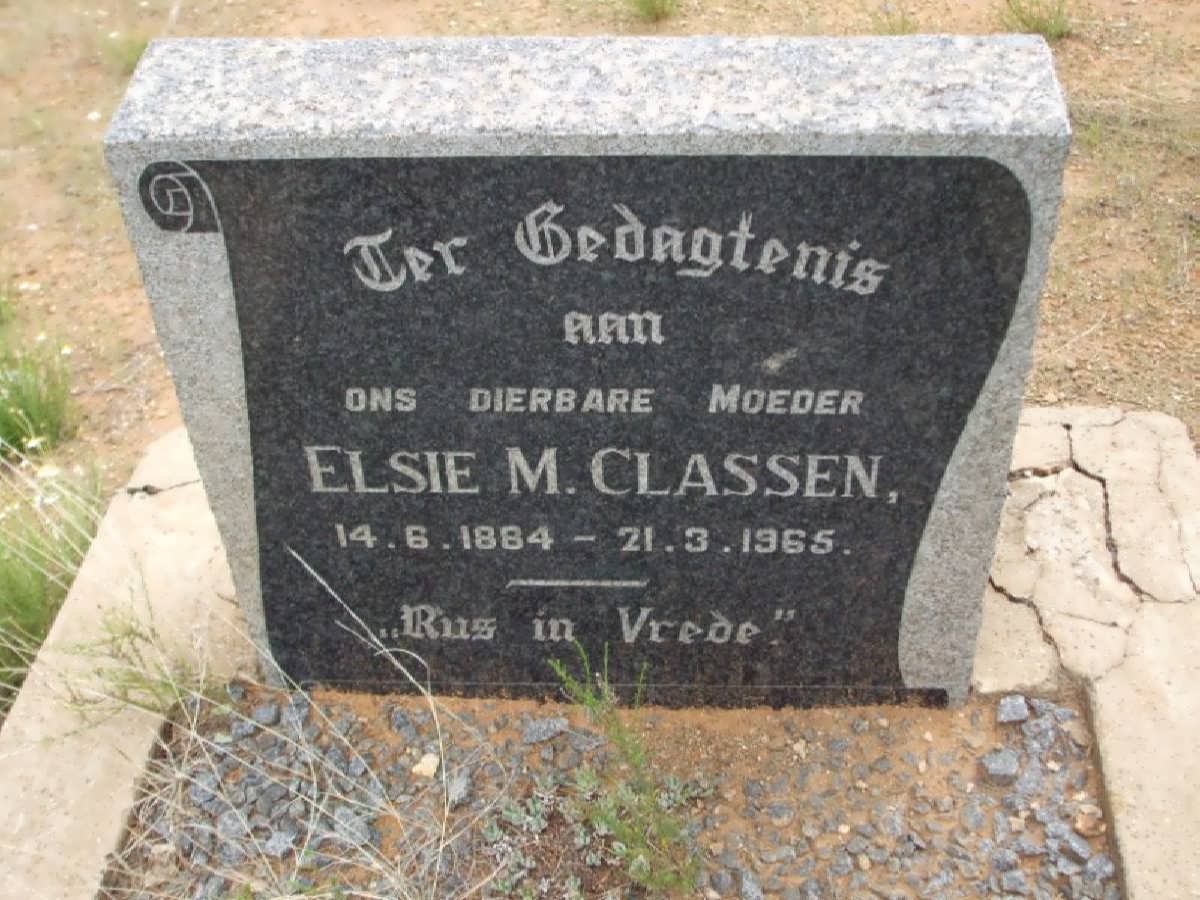 Ter Gedagtenis
aan
ONS DIERBARE MOEDER
ELSIE M. CLASSEN,
14.6.1884 – 21.3.1965.
„Rus in Vrede."